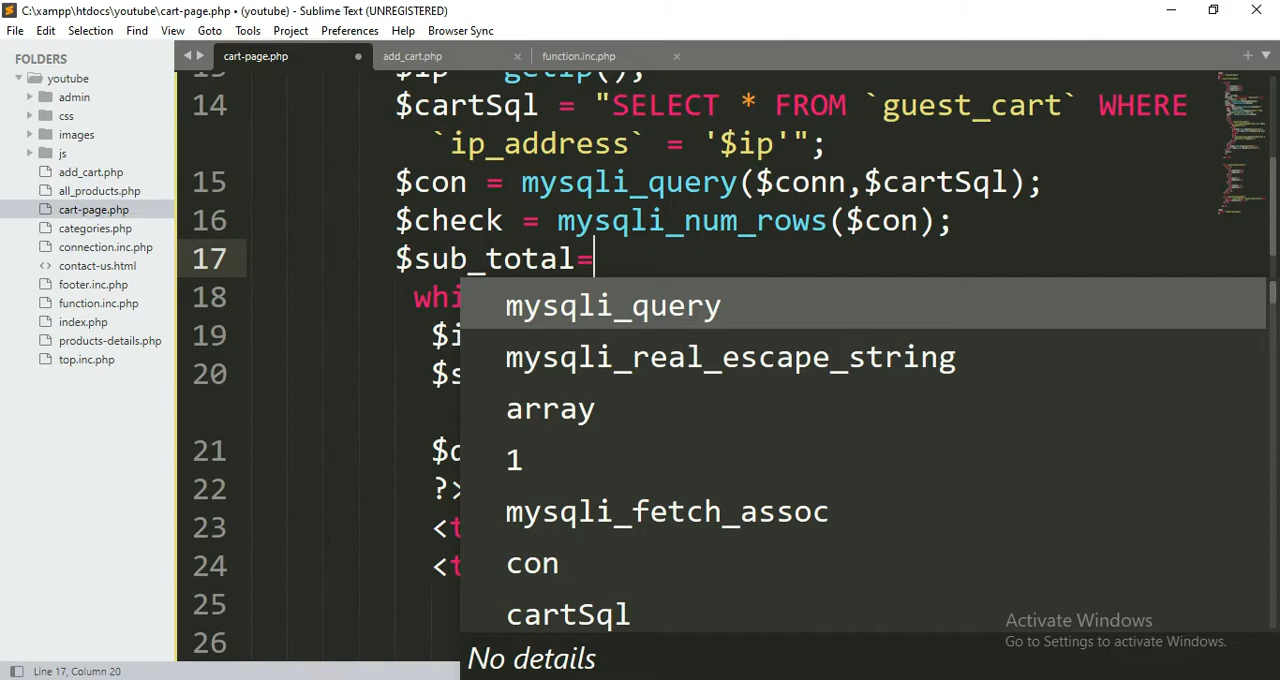 C:\xampp\htdocs\youtube\cart-page.php • (youtube) - Sublime Text (UNREGISTERED)
File Edit Selection Find View Goto Tools Project Preferences Help Browser Sync
FOLDERS
youtube
admin
css
images
js
add_cart.php
all_products.php
cart-page.php
categories.php
connection.inc.php
contact-us.html
footer.inc.php
function.inc.php
index.php
products-details.php
top.inc.php
cart-page.php add_cart.php function.inc.php
$ip getip();
14 $cartSql = "SELECT * FROM `guest_cart` WHERE
`ip_address` = '$ip'";
15 $con = mysqli_query($conn,$cartSql);
16 $check = mysqli_num_rows($con);
17 $sub_total=
18 whi
19 $i
20 $s
21
22 ?>
23 <t
24 <t
25
26
mysqli_query
mysqli_real_escape_string
array
1
mysqli_fetch_assoc
con
cartSql
No details
Activate Windows
Go to Settings to activate Windows.
Line 17, Column 20